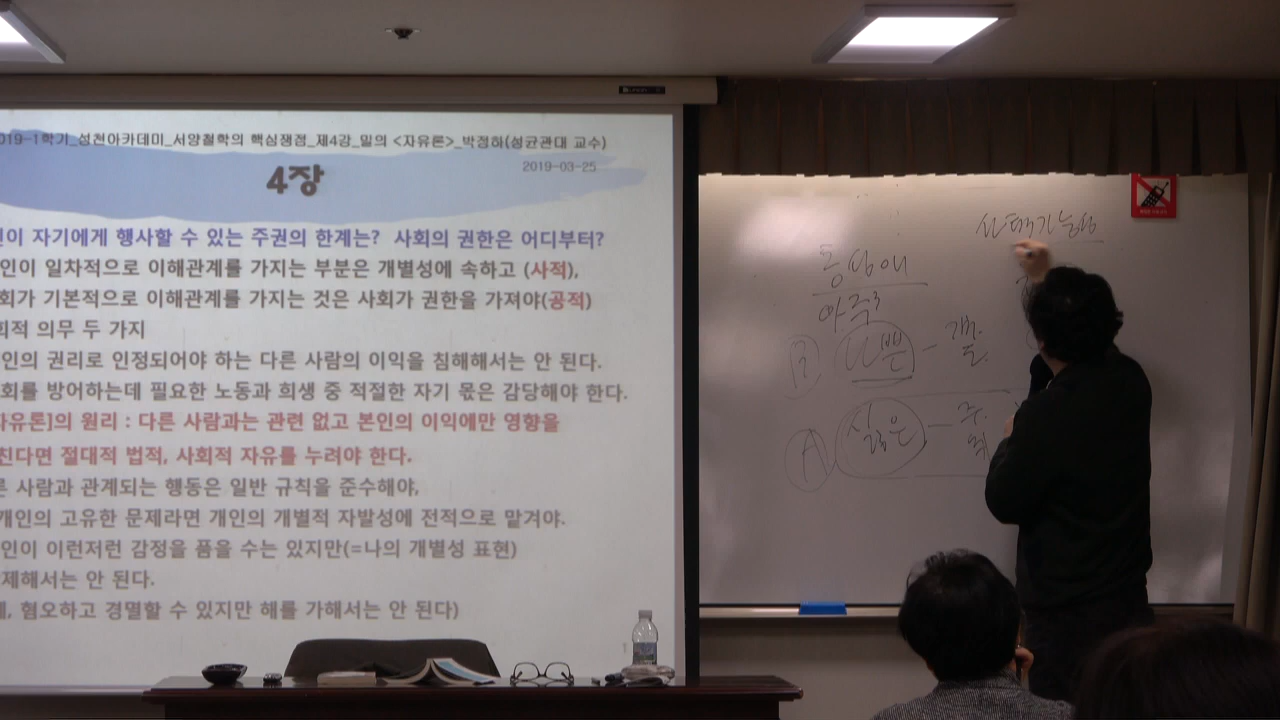 019-1학기_성천아카데미_서양철학의 핵심쟁점_제4강_밀의 <자유론>_박정하(성균관대 교수)
2019-03-25
4장
이 자기에게 행사할 수 있는 주권의 한계는? 사회의 권한은 어디부터?
인이 일차적으로 이해관계를 가지는 부분은 개별성에 속하고 (사적),
회가 기본적으로 이해관계를 가지는 것은 사회가 권한을 가져야(공적)
회적 의무 두 가지
인의 권리로 인정되어야 하는 다른 사람의 이익을 침해해서는 안 된다.
회를 방어하는데 필요한 노동과 희생 중 적절한 자기 몫은 감당해야 한다.
자유론]의 원리 : 다른 사람과는 관련 없고 본인의 이익에만 영향을
친다면 절대적 법적, 사회적 자유를 누려야 한다.
른 사람과 관계되는 행동은 일반 규칙을 준수해야,
개인의 고유한 문제라면 개인의 개별적 자발성에 전적으로 맡겨야.
인이 이런저런 감정을 품을 수는 있지만(=나의 개별성 표현)
제해서는 안 된다.
, 혐오하고 경멸할 수 있지만 해를 가해서는 안 된다)
선택가능성
동성애
B 나쁜 -
A 싫은 -